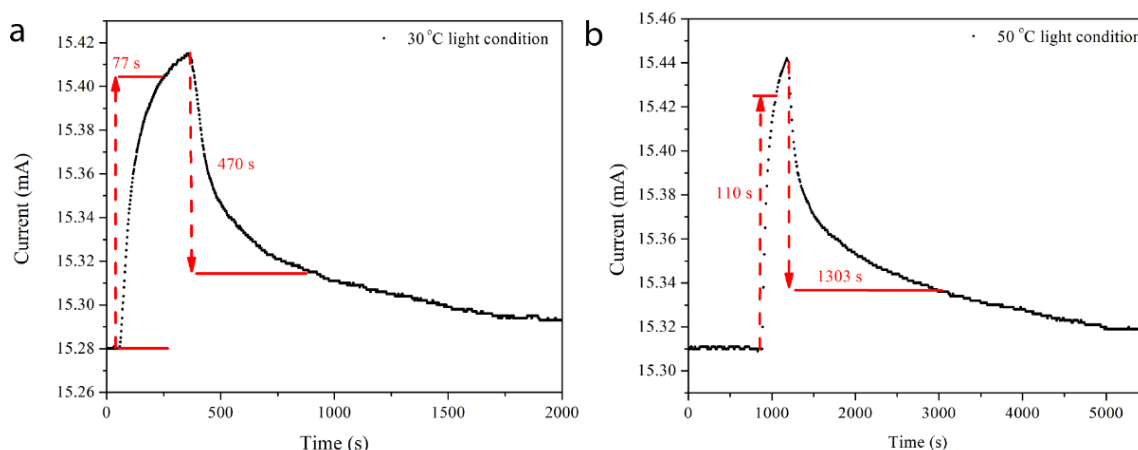 a
30 °C light condition
77 s
470 s
Current (mA)
15.42
15.40
15.38
15.36
15.34
15.32
15.30
15.28
15.26
0
500
1000
1500
2000
Time (s)
b
50 °C light condition
110 s
1303 s
Current (mA)
15.46
15.44
15.42
15.40
15.38
15.36
15.34
15.32
15.30
0
1000
2000
3000
4000
5000
Time (s)